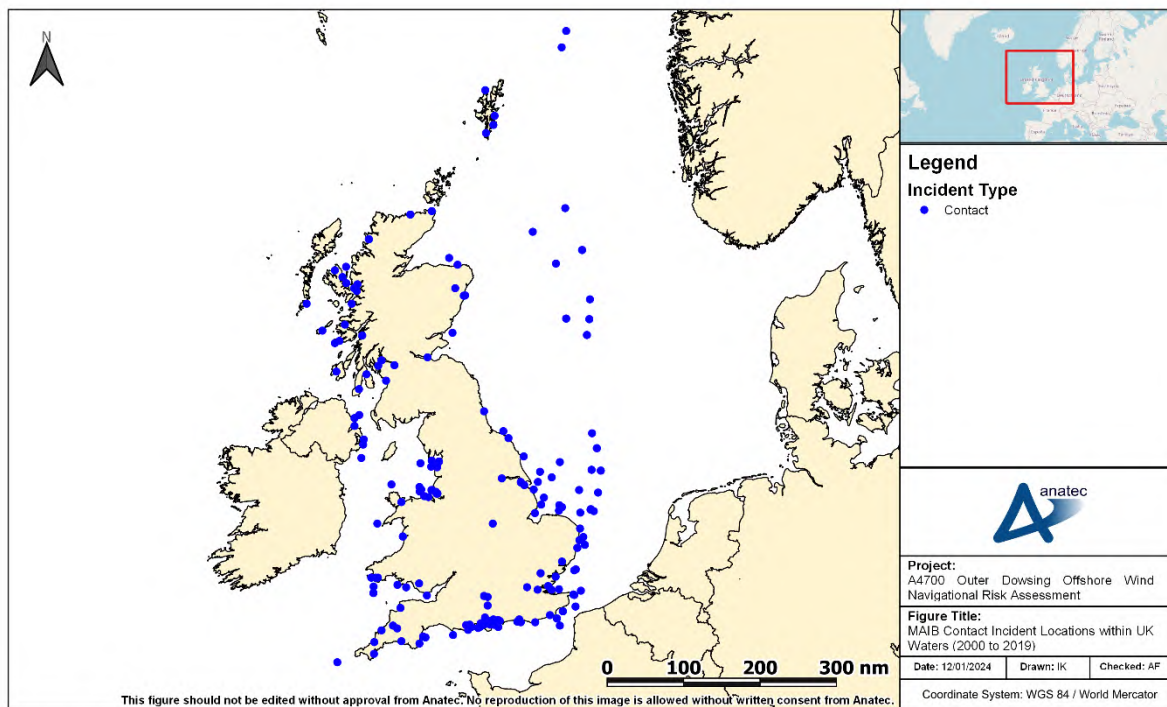 N
Legend
Incident Type
Contact
anatec
Project:
A4700 Outer Dowsing Offshore Wind
Navigational Risk Assessment
Figure Title:
MAIB Contact Incident Locations within UK
Waters (2000 to 2019)
Date: 12/01/2024 Drawn: IK Checked: AF
Coordinate System: WGS 84 / World Mercator
0 100 200 300 nm
This figure should not be edited without approval from Anatec. No reproduction of this image is allowed without written consent from Anatec.